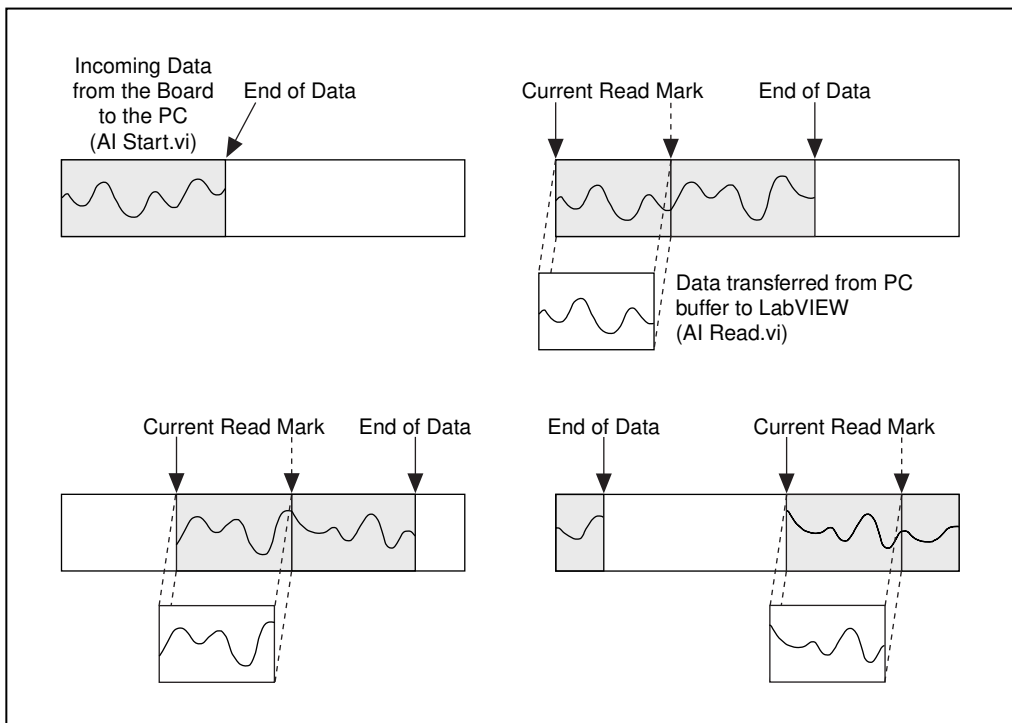 Incoming Data
from the Board
to the PC
(AI Start.vi)
End of Data
Current Read Mark
End of Data
Data transferred from PC
buffer to LabVIEW
(AI Read.vi)
Current Read Mark
End of Data
End of Data
Current Read Mark